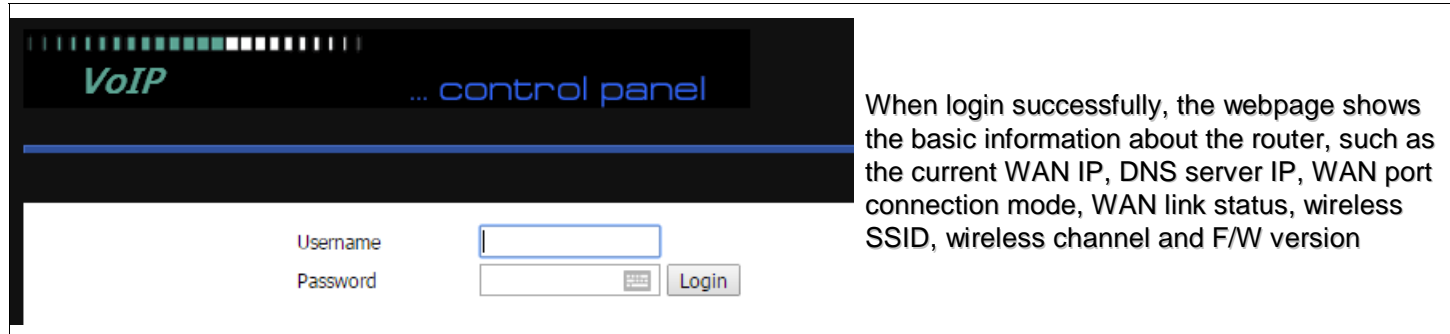 VoIP
... control panel
Username
Password
Login
When login successfully, the webpage shows
the basic information about the router, such as
the current WAN IP, DNS server IP, WAN port
connection mode, WAN link status, wireless
SSID, wireless channel and F/W version